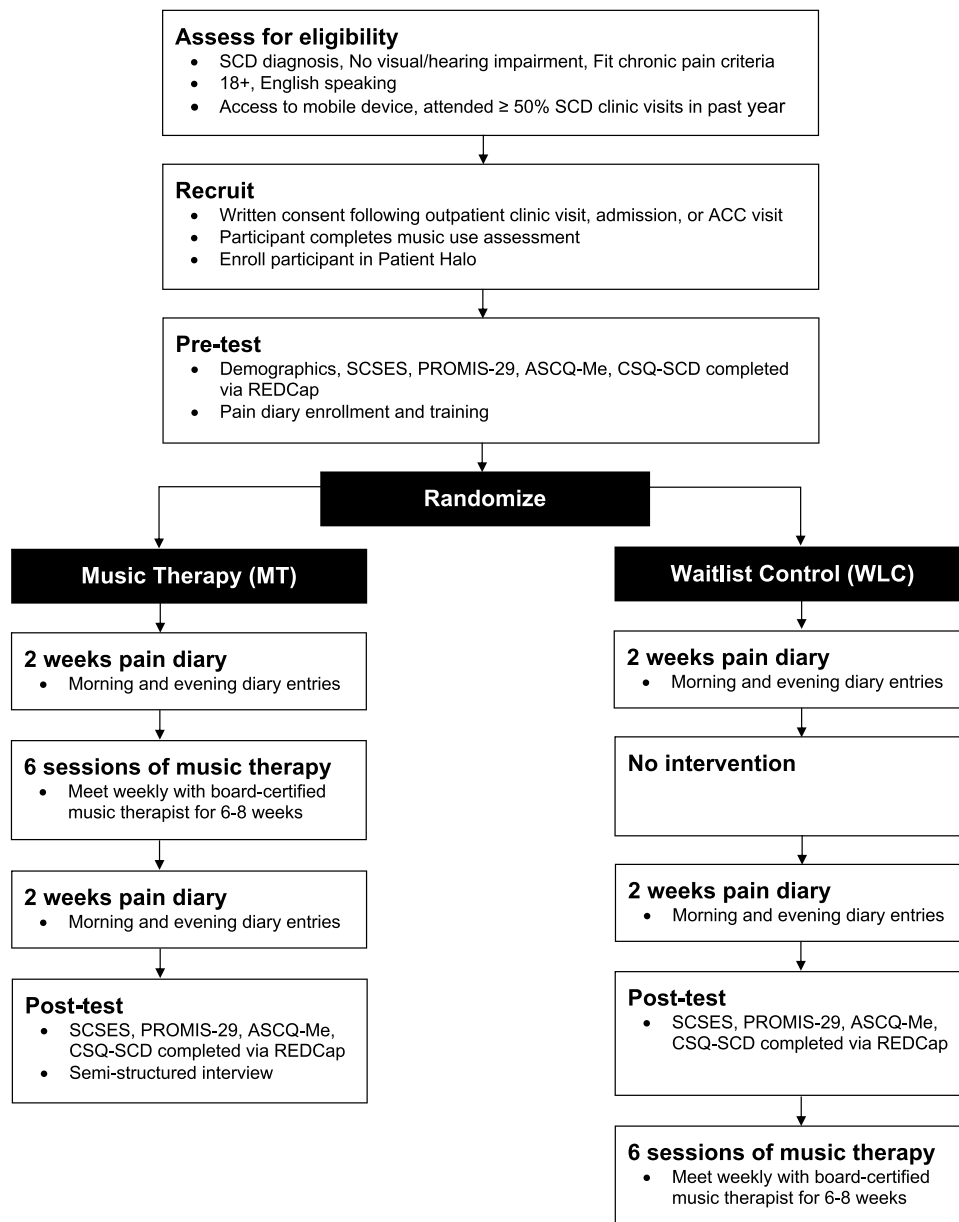 Assess for eligibility
• SCD diagnosis, No visual/hearing impairment, Fit chronic pain criteria
• 18+, English speaking
• Access to mobile device, attended ≥ 50% SCD clinic visits in past year
Recruit
• Written consent following outpatient clinic visit, admission, or ACC visit
• Participant completes music use assessment
• Enroll participant in Patient Halo
Pre-test
• Demographics, SCSES, PROMIS-29, ASCQ-Me, CSQ-SCD completed
via REDCap
• Pain diary enrollment and training
Randomize
Music Therapy (MT)
2 weeks pain diary
• Morning and evening diary entries
6 sessions of music therapy
• Meet weekly with board-certified
music therapist for 6-8 weeks
2 weeks pain diary
• Morning and evening diary entries
Post-test
• SCSES, PROMIS-29, ASCQ-Me,
CSQ-SCD completed via REDCap
• Semi-structured interview
Waitlist Control (WLC)
2 weeks pain diary
• Morning and evening diary entries
No intervention
2 weeks pain diary
• Morning and evening diary entries
Post-test
• SCSES, PROMIS-29, ASCQ-Me,
CSQ-SCD completed via REDCap
6 sessions of music therapy
• Meet weekly with board-certified
music therapist for 6-8 weeks